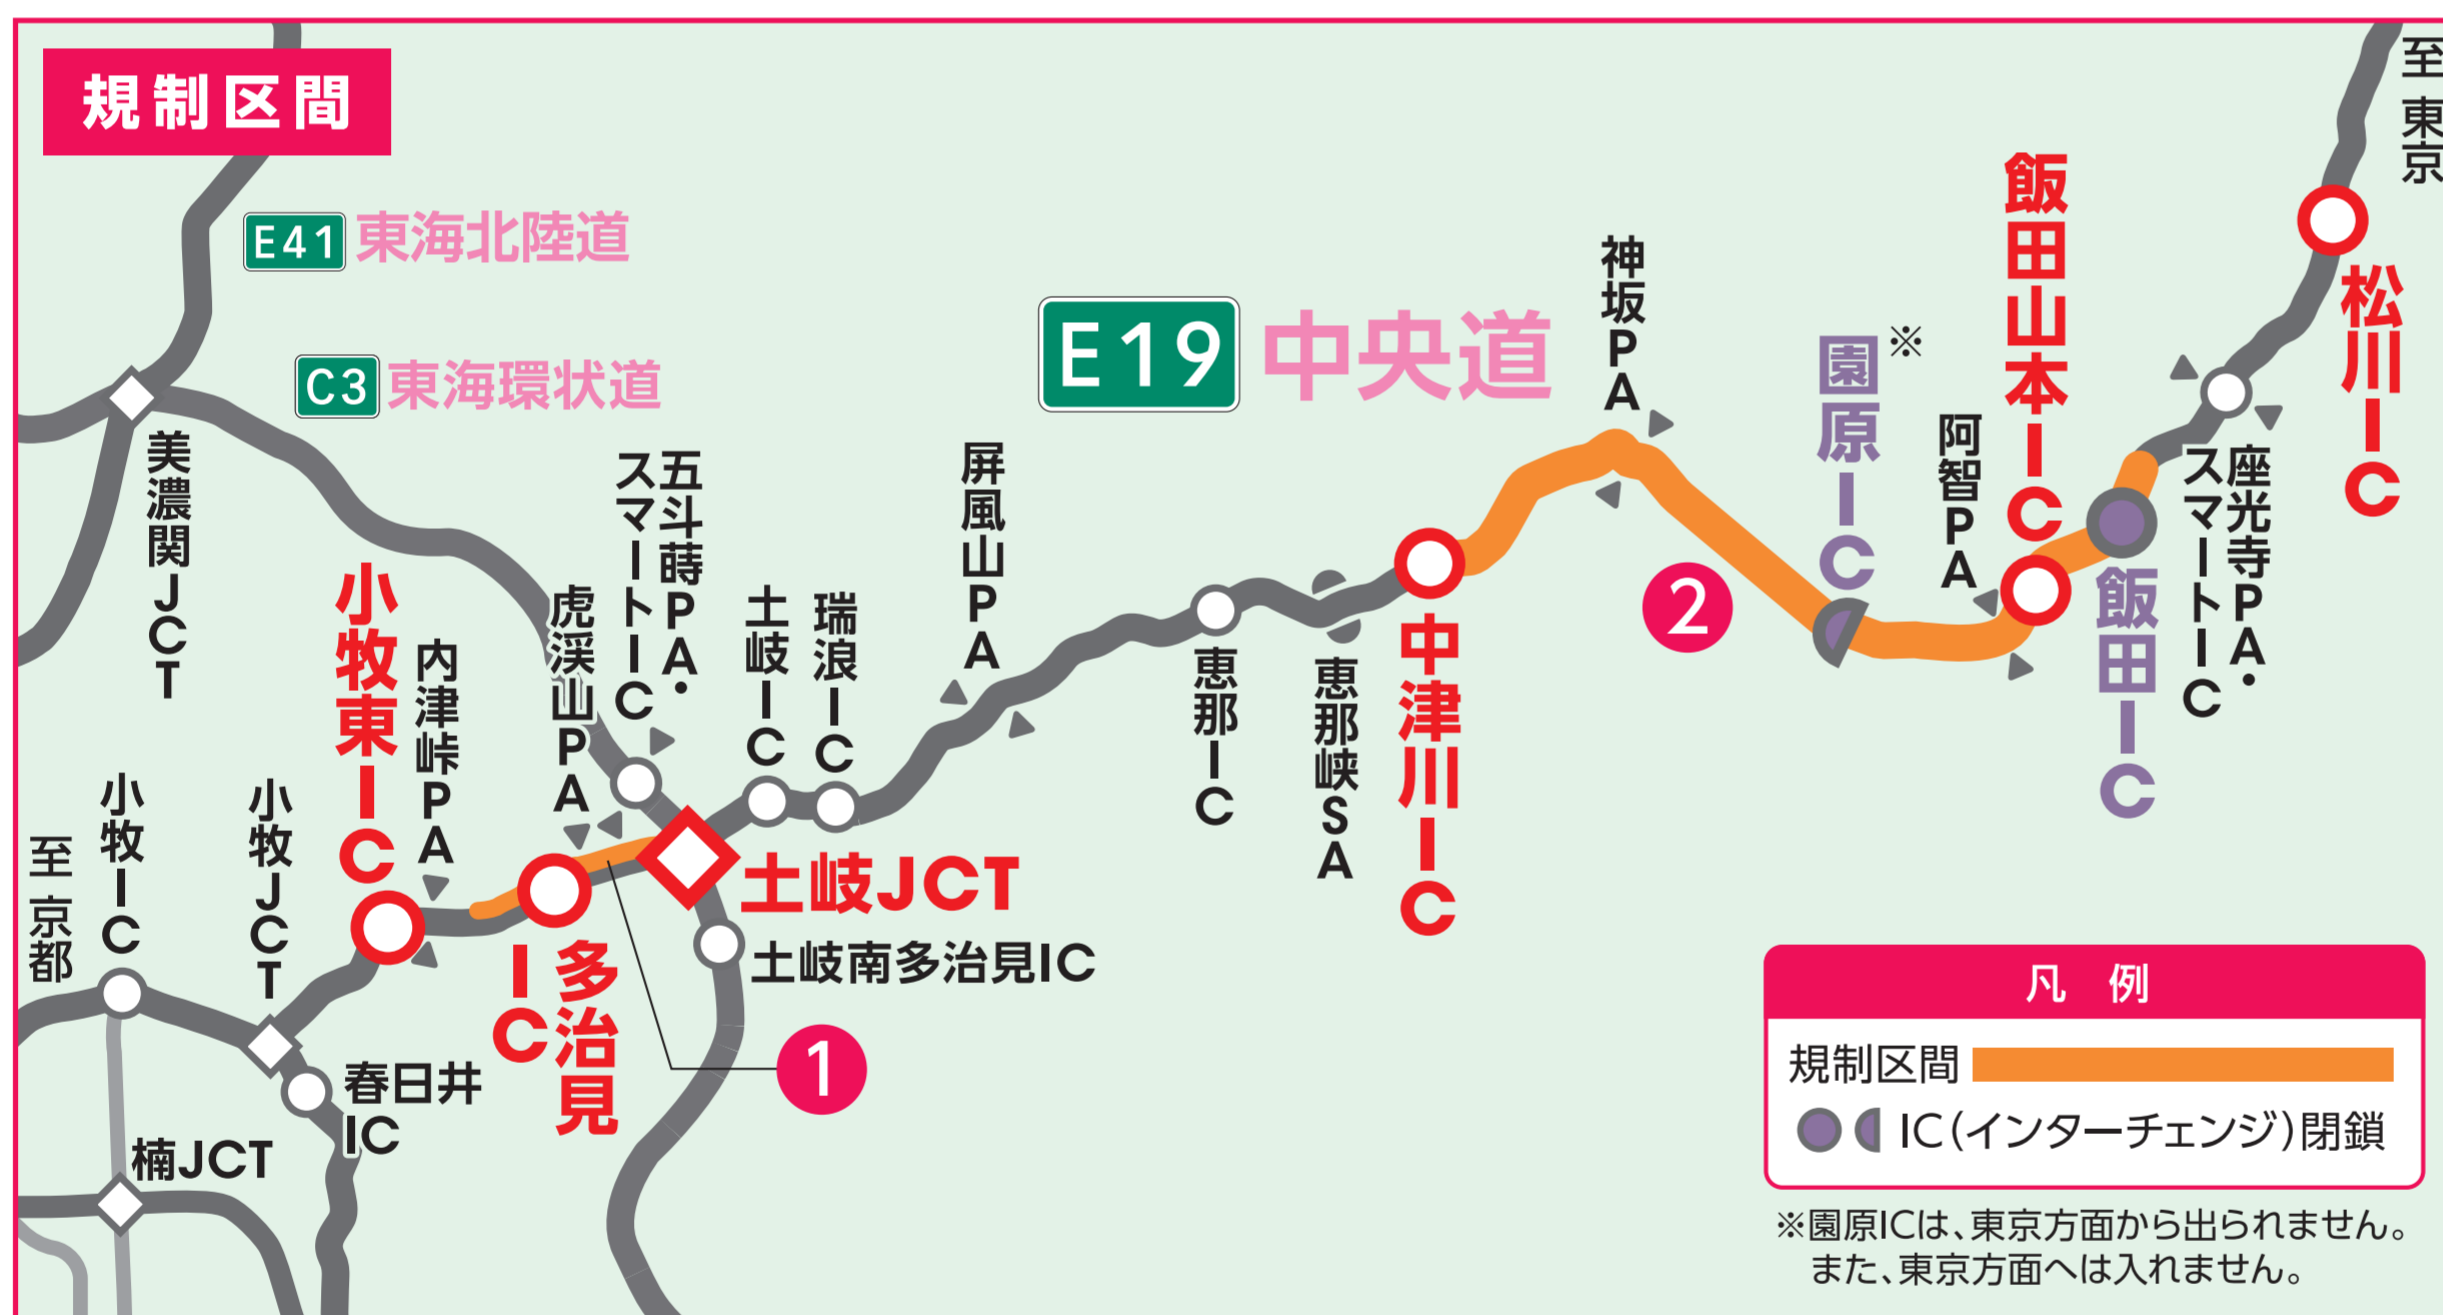 規制区間
至 東京
E41 東海北陸道
C3 東海環状道
E19 中央道
美濃関JCT
小牧東IC
内津峠PA
虎渓山PA
五斗蒔PA・
スマートIC
土岐IC
瑞浪IC
屏風山PA
恵那IC
恵那峡SA
中津川IC
神坂PA
園原IC
※
阿智PA
飯田山本IC
飯田IC
座光寺PA・
スマートIC
松川IC
2
至 京都
小牧IC
小牧JCT
春日井
IC
楠JCT
多治見
IC
土岐JCT
土岐南多治見IC
1
凡 例
規制区間
IC(インターチェンジ)閉鎖
※園原ICは、東京方面から出られません。
また、東京方面へは入れません。